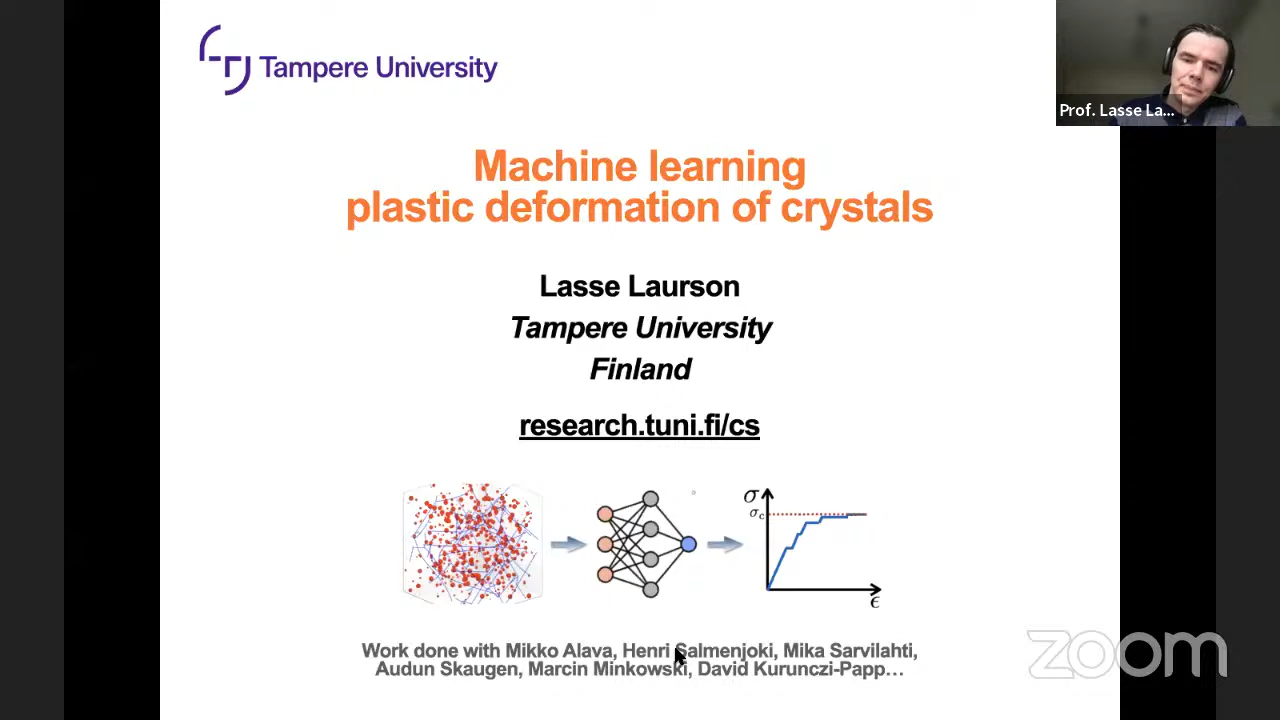 Tampere University
Prof. Lasse La...
Machine learning
plastic deformation of crystals
Lasse Laurson
Tampere University
Finland
research.tuni.fi/cs
σ
σc
ϵ
Work done with Mikko Alava, Henri Salmenjoki, Mika Sarvilahti,
Audun Skaugen, Marcin Minkowski, David Kurunczi-Papp…
zoom